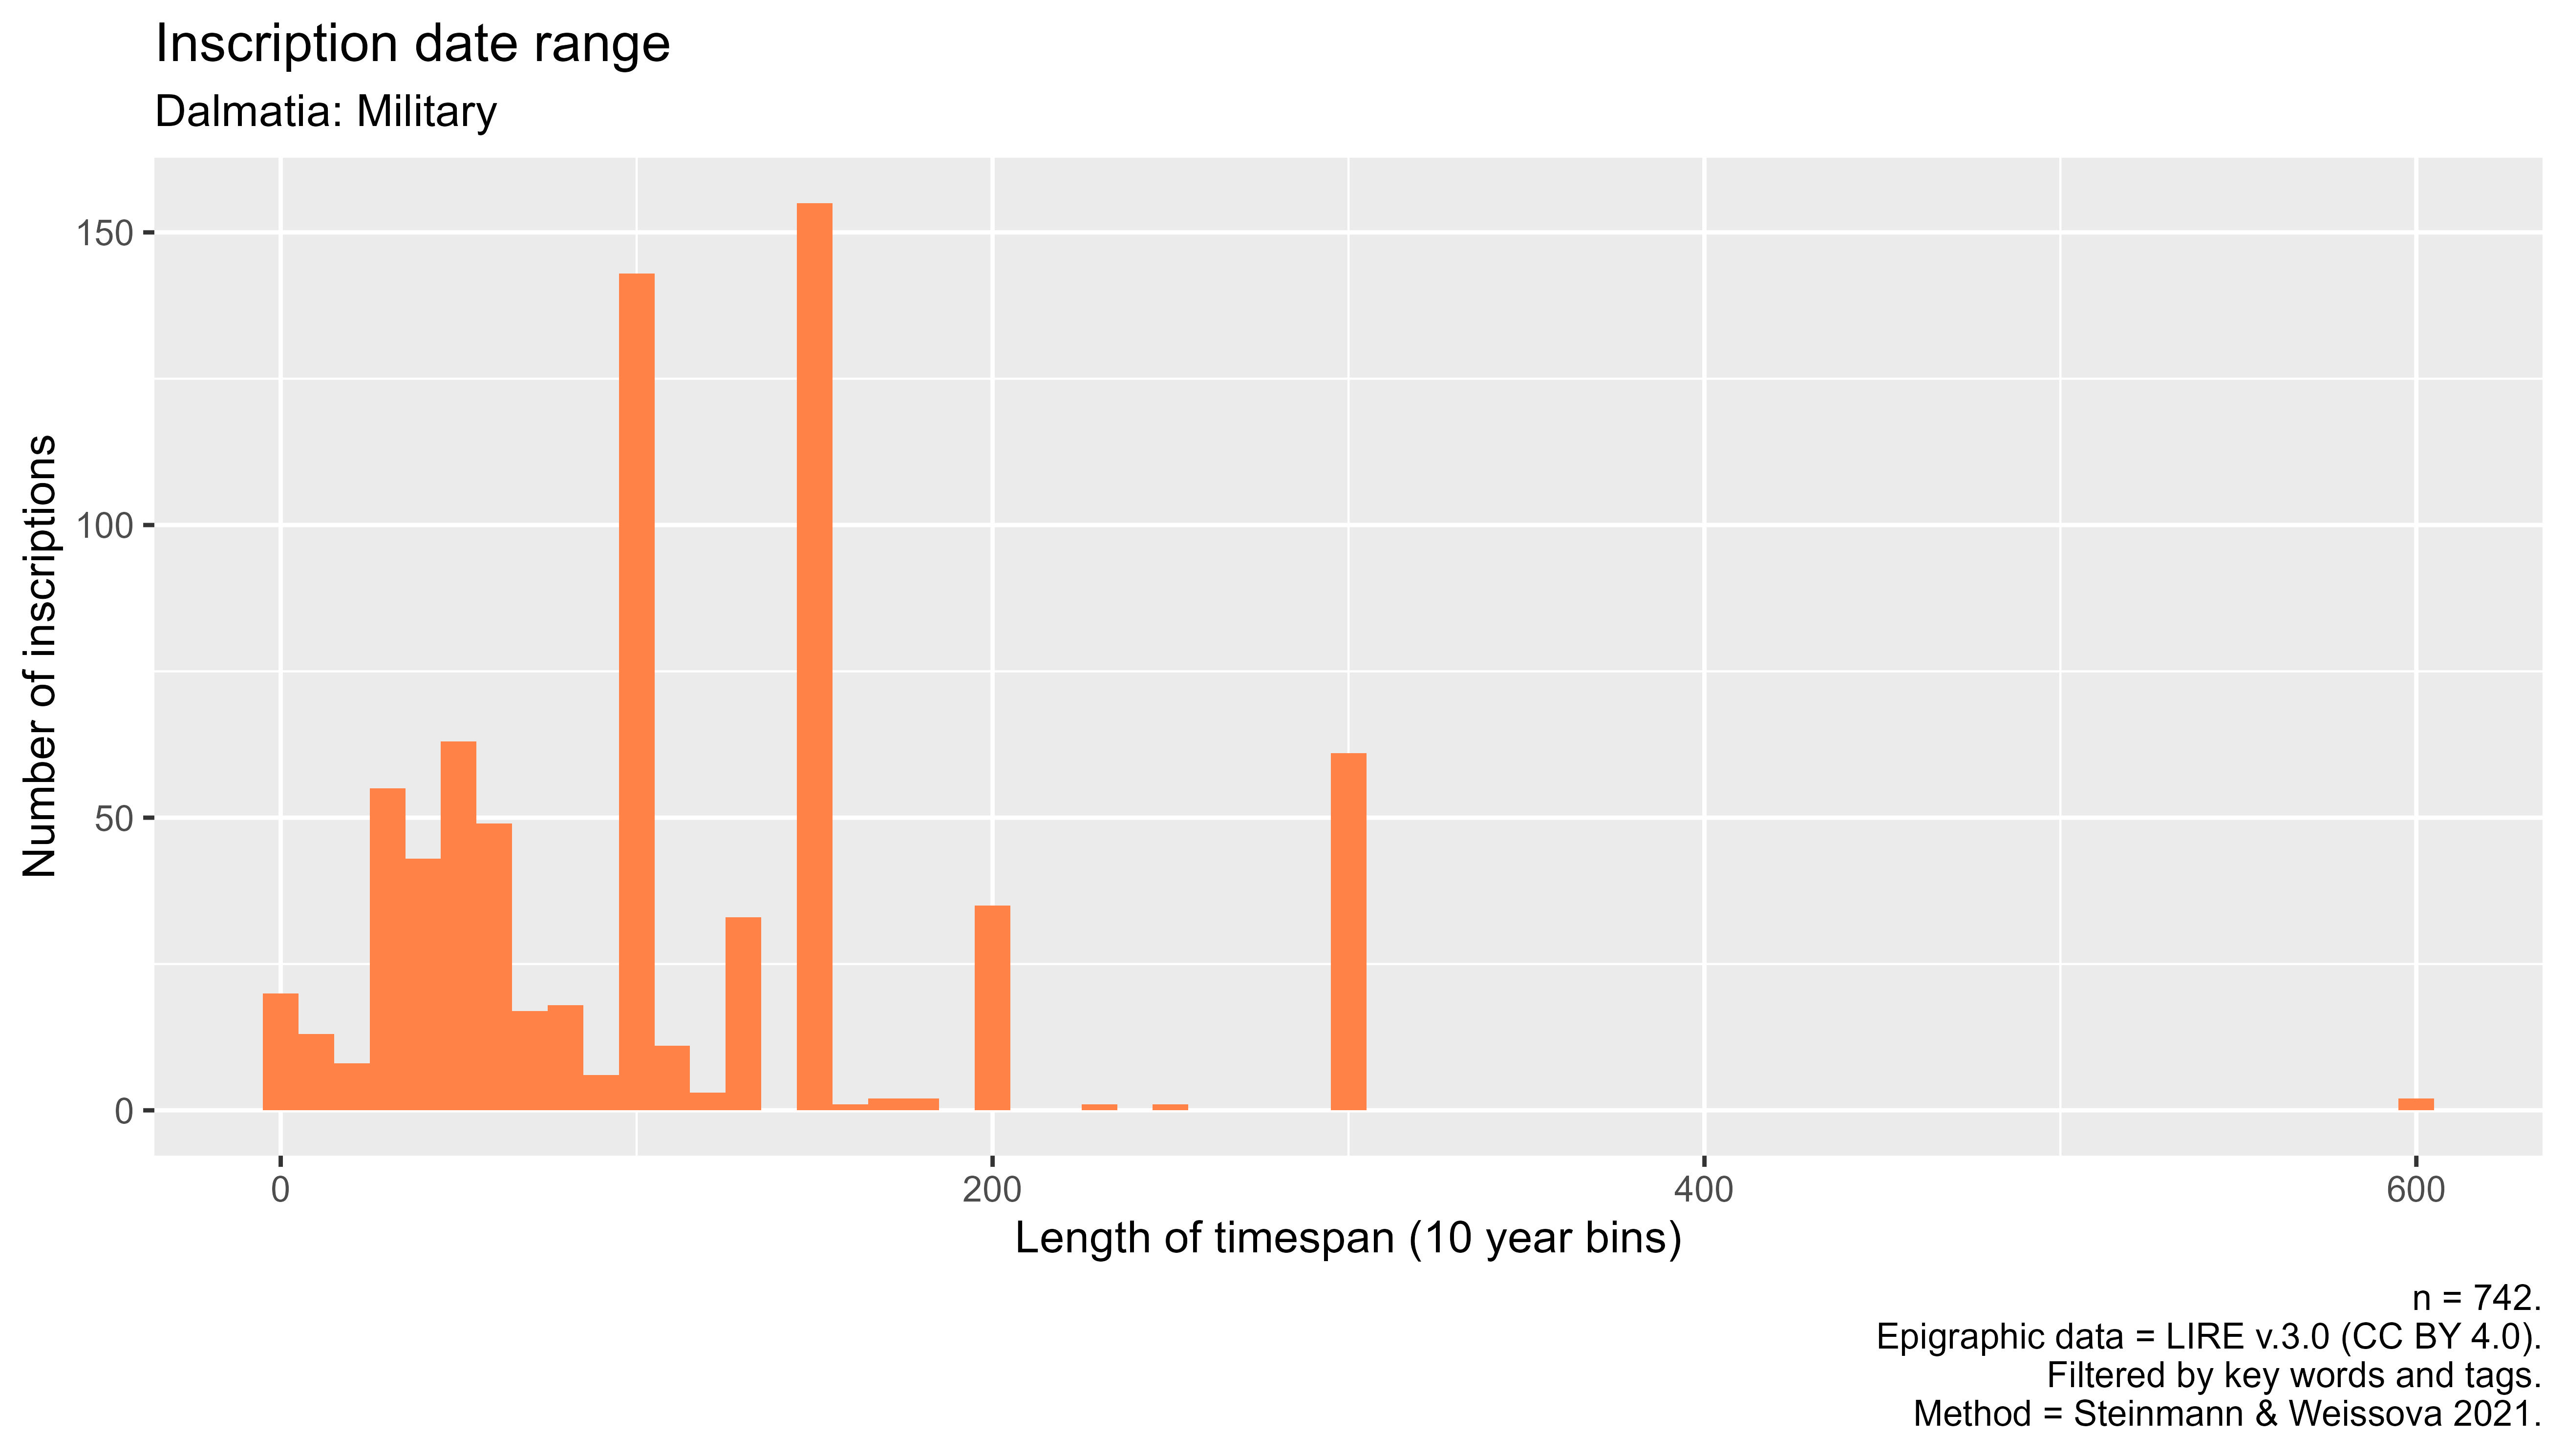 Inscription date range
Dalmatia: Military
Number of inscriptions
150
100
50
0
0
200
400
600
Length of timespan (10 year bins)
n = 742.
Epigraphic data = LIRE v.3.0 (CC BY 4.0).
Filtered by key words and tags.
Method = Steinmann & Weissova 2021.